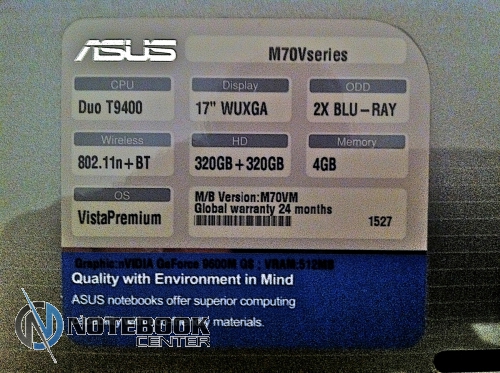 ASUS
M70Vseries
CPU
Display
ODD
Duo T9400
17" WUXGA
2X BLU-RAY
Wireless
HD
Memory
802.11n+BT
320GB+320GB
4GB
OS
VistaPremium
M/B Version:M70VM
Global warranty 24 months
1527
Graphic:nVIDIA GeForce 9600M GS ; VRAM:512MB
Quality with Environment in Mind
ASUS notebooks offer superior computing
materials.
NOTEBOOK
CENTER